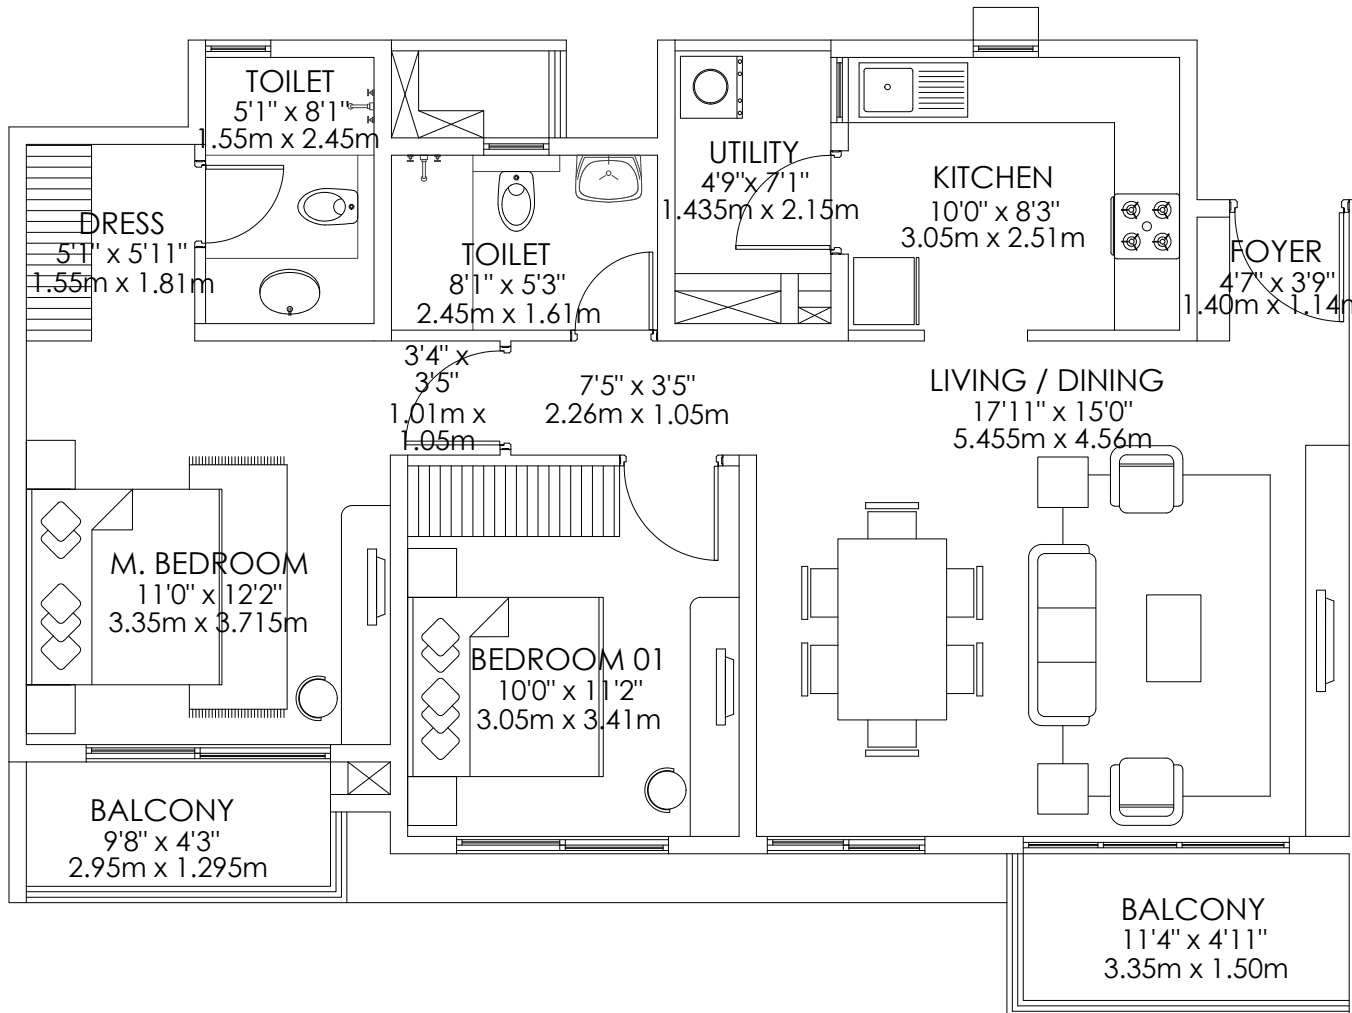 TOILET
5'1" x 8'1"
1.55m x 2.45m
UTILITY
4'9"x 7'1"
1.435m x 2.15m
KITCHEN
10'0" x 8'3"
3.05m x 2.51m
DRESS
5'1" x 5'11"
1.55m x 1.81m
TOILET
8'1" x 5'3"
2.45m x 1.61m
FOYER
4'7" x 3'9"
1.40m x 1.14m
3'4" x
3'5"
1.01m x
1.05m
7'5" x 3'5"
2.26m x 1.05m
LIVING / DINING
17'11" x 15'0"
5.455m x 4.56m
M. BEDROOM
11'0" x 12'2"
3.35m x 3.715m
BEDROOM 01
10'0" x 11'2"
3.05m x 3.41m
BALCONY
9'8" x 4'3"
2.95m x 1.295m
BALCONY
11'4" x 4'11"
3.35m x 1.50m